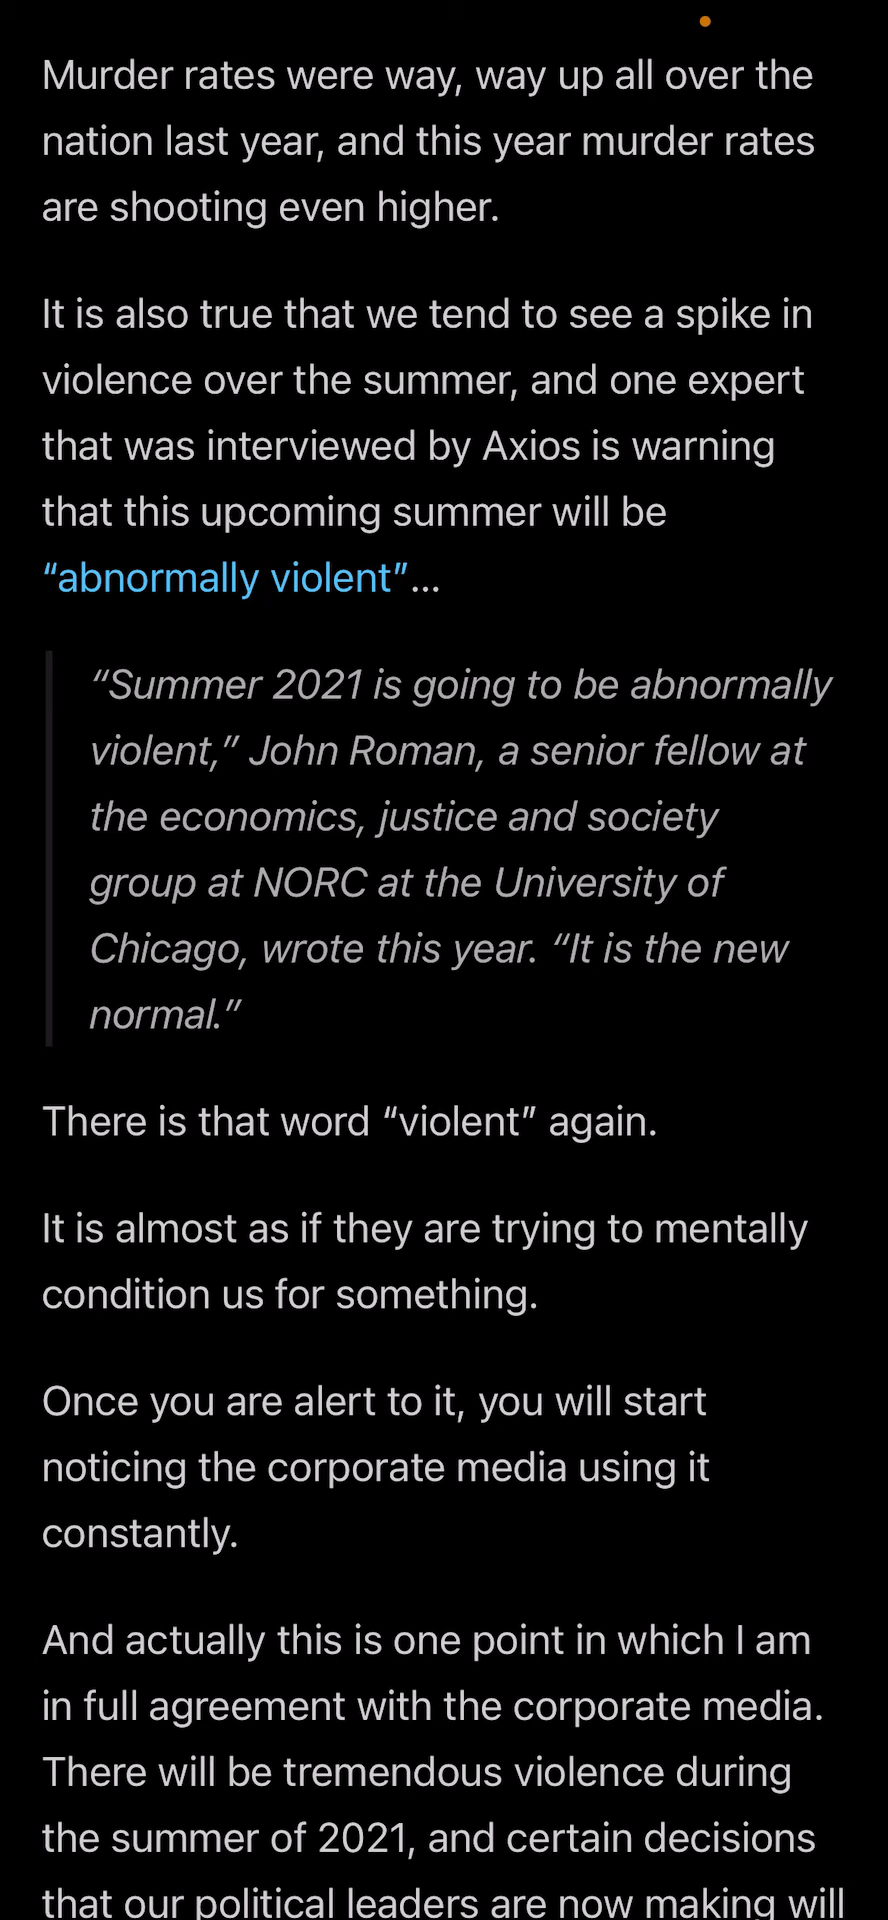 Murder rates were way, way up all over the
nation last year, and this year murder rates
are shooting even higher.
It is also true that we tend to see a spike in
violence over the summer, and one expert
that was interviewed by Axios is warning
that this upcoming summer will be
“abnormally violent”…
“Summer 2021 is going to be abnormally
violent,” John Roman, a senior fellow at
the economics, justice and society
group at NORC at the University of
Chicago, wrote this year. “It is the new
normal.”
There is that word “violent” again.
It is almost as if they are trying to mentally
condition us for something.
Once you are alert to it, you will start
noticing the corporate media using it
constantly.
And actually this is one point in which I am
in full agreement with the corporate media.
There will be tremendous violence during
the summer of 2021, and certain decisions
that our political leaders are now making will